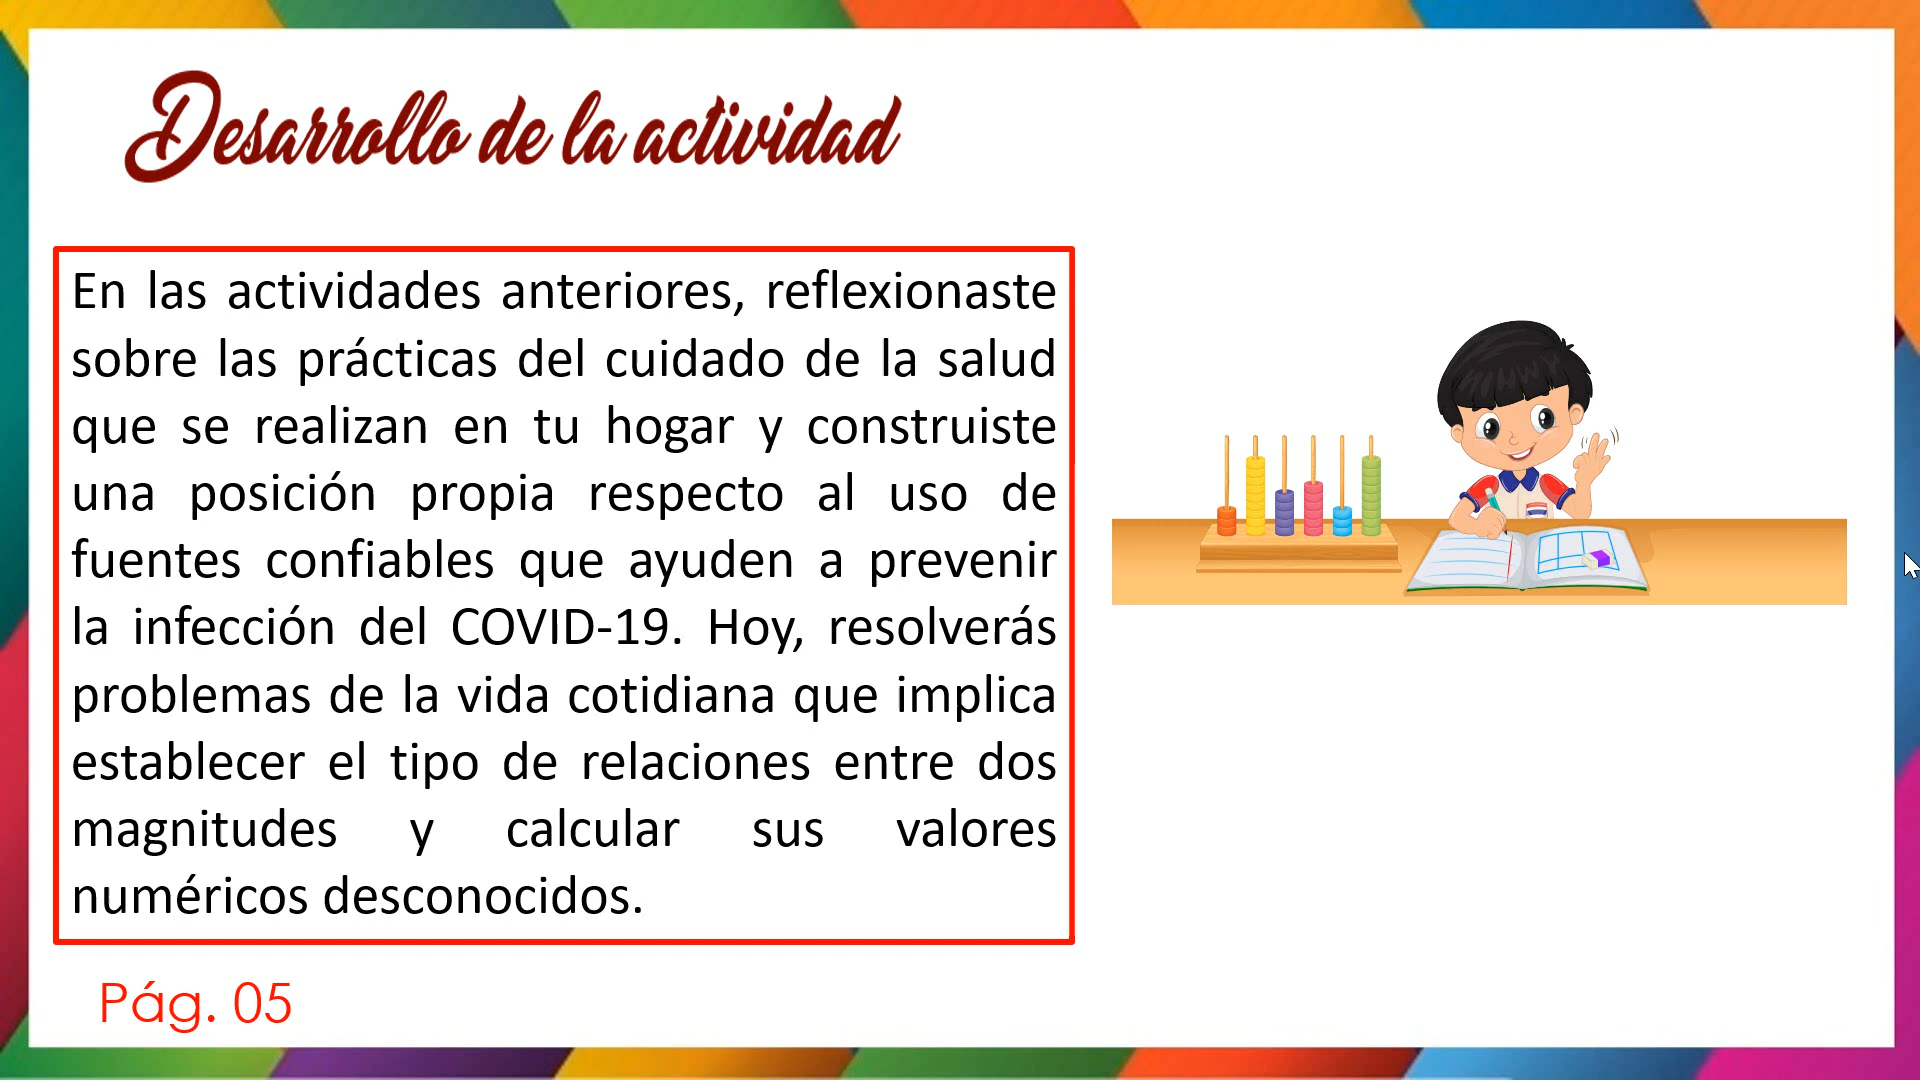 Desarrollo de la actividad
En las actividades anteriores, reflexionaste
sobre las prácticas del cuidado de la salud
que se realizan en tu hogar y construiste
una posición propia respecto al uso de
fuentes confiables que ayuden a prevenir
la infección del COVID-19. Hoy, resolverás
problemas de la vida cotidiana que implica
establecer el tipo de relaciones entre dos
magnitudes y calcular sus valores
numéricos desconocidos.
Pág. 05